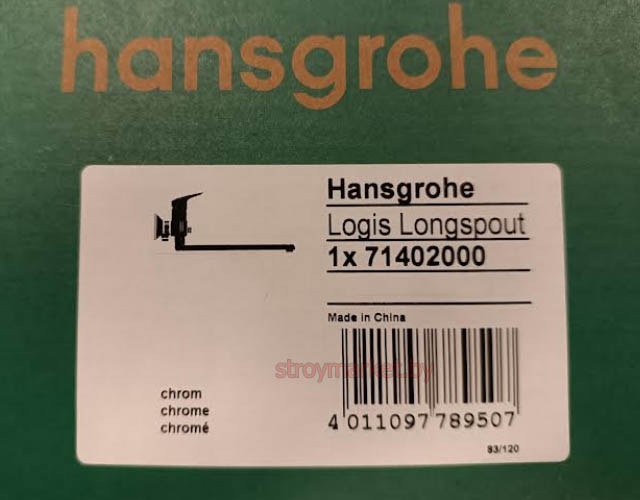 hansgrohe
Hansgrohe
Logis Longspout
1x 71402000
Made in China
stroymarket.by
chrom
chrome
chromé
4 011097 789507
93/120